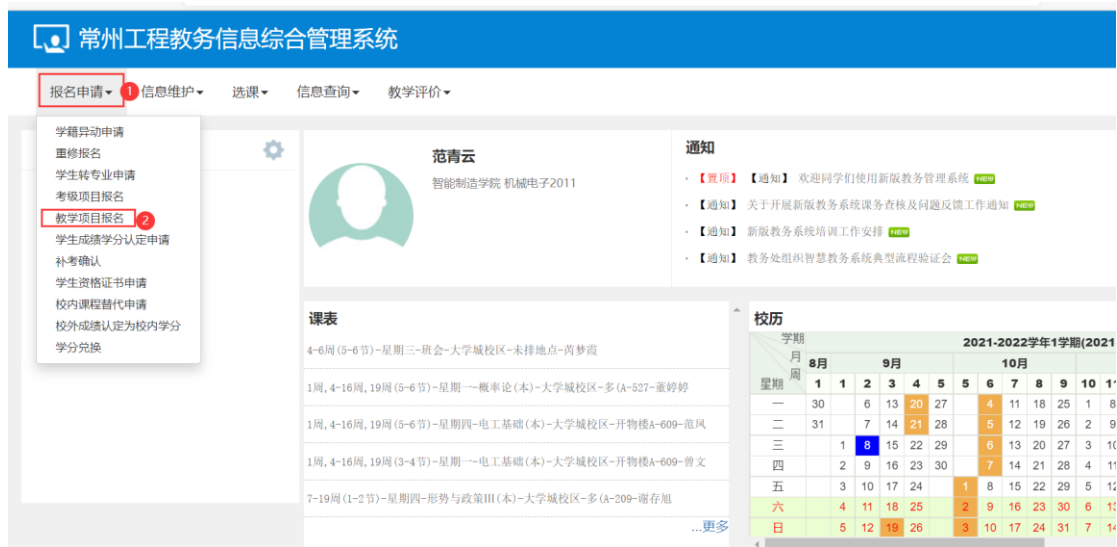 常州工程教务信息综合管理系统
报名申请 1 信息维护 选课 信息查询 教学评价
学籍异动申请
重修报名
学生转专业申请
考级项目报名
教学项目报名 2
学生成绩学分认定申请
补考确认
学生资格证书申请
校内课程替代申请
校外成绩认定为校内学分
学分兑换
范青云
智能制造学院 机械电子2011
通知
·【置顶】【通知】 欢迎同学们使用新版教务管理系统 NEW
·【通知】 关于开展新版教务系统课务查核及问题反馈工作通知 NEW
·【通知】 新版教务系统培训工作安排 NEW
·【通知】 教务处组织智慧教务系统典型流程验证会 NEW
课表
4-6周(5-6节)-星期三-班会-大学城校区-未排地点-芮梦霞
1周,4-16周,19周(5-6节)-星期一-概率论(本)-大学城校区-多(A-527-董婷婷
1周,4-16周,19周(5-6节)-星期四-电工基础(本)-大学城校区-开物楼A-609-范风
1周,4-16周,19周(3-4节)-星期一-电工基础(本)-大学城校区-开物楼A-609-曾文
7-19周(1-2节)-星期四-形势与政策III(本)-大学城校区-多(A-209-谢存旭
...更多
校历
学期 2021-2022学年1学期(2021
月 8月 9月 10月
周
星期 1 1 2 3 4 5 5 6 7 8 9 10 11
一 30 6 13 20 27 4 11 18 25 1 8
二 31 7 14 21 28 5 12 19 26 2 9
三 1 8 15 22 29 6 13 20 27 3 10
四 2 9 16 23 30 7 14 21 28 4 11
五 3 10 17 24 1 8 15 22 29 5 12
六 4 11 18 25 2 9 16 23 30 6 13
日 5 12 19 26 3 10 17 24 31 7 14